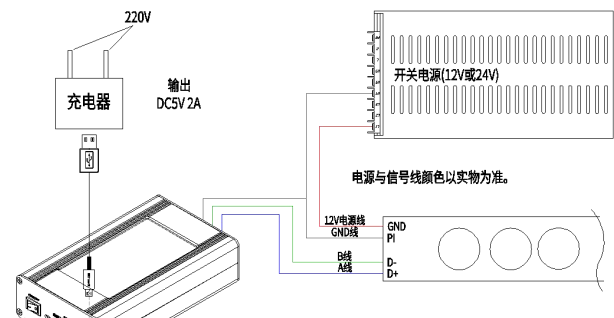 220V
充电器
输出
DC5V 2A
开关电源(12V或24V)
电源与信号线颜色以实物为准。
12V电源线
GND线
B线
A线
GND
PI
D-
D+